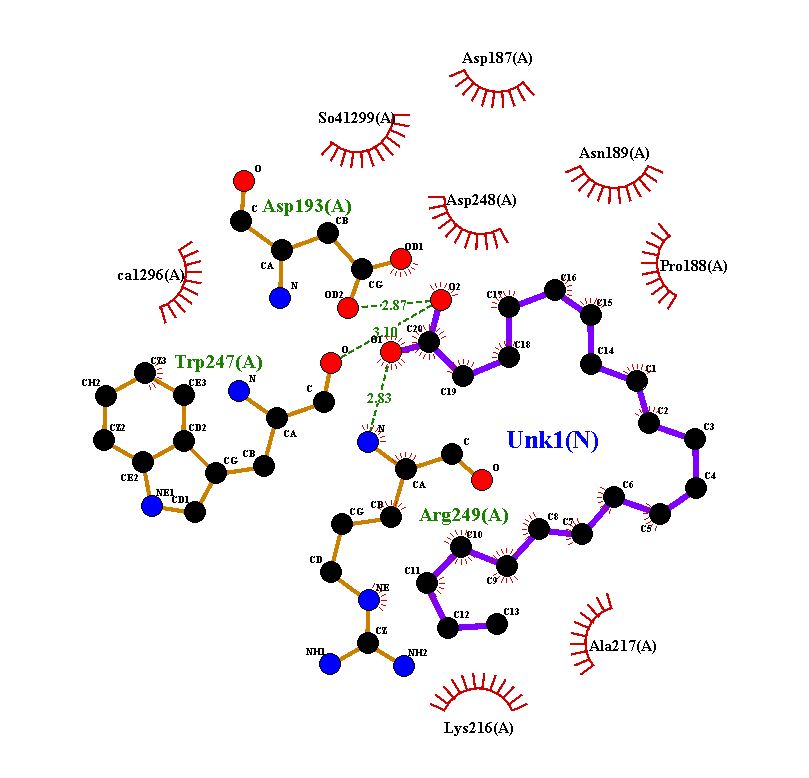 Asp187(A)
So41299(A)
Asn189(A)
O
Asp193(A)
Asp248(A)
C
CB
OD1
CA
CG
Pro188(A)
ca1296(A)
N
OD2
2.87
O2
C17
C16
C15
3.10
O1
C20
C18
O
Trp247(A)
C19
C14
C1
CZ3
CE3
N
C
C2
CH2
2.83
CA
C3
CZ2
CD2
N
C
Unk1(N)
CE2
CG
CB
CA
O
C4
NE1
CD1
CG
CB
Arg249(A)
C6
C5
C8
C7
C10
CD
C11
C9
NE
C12
C13
CZ
NH1
NH2
Ala217(A)
Lys216(A)